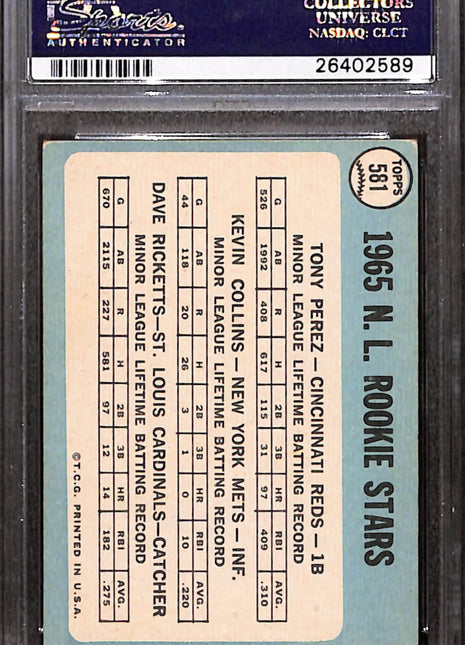 COLLECTORS
UNIVERSE
NASDAQ: CLCT
Sports
AUTHENTICATOR
26402589
TOPPS
581
1965 N. L. ROOKIE STARS
TONY PEREZ — CINCINNATI REDS — 1B
MINOR LEAGUE LIFETIME BATTING RECORD
G AB R H 2B 3B HR RBI AVG.
526 1992 408 617 115 31 97 409 .310
KEVIN COLLINS — NEW YORK METS — INF.
MINOR LEAGUE LIFETIME BATTING RECORD
G AB R H 2B 3B HR RBI AVG.
44 118 20 26 3 1 0 10 .220
DAVE RICKETTS—ST. LOUIS CARDINALS—CATCHER
MINOR LEAGUE LIFETIME BATTING RECORD
G AB R H 2B 3B HR RBI AVG.
670 2115 227 581 97 12 14 182 .275
©T.C.G. PRINTED IN U.S.A.